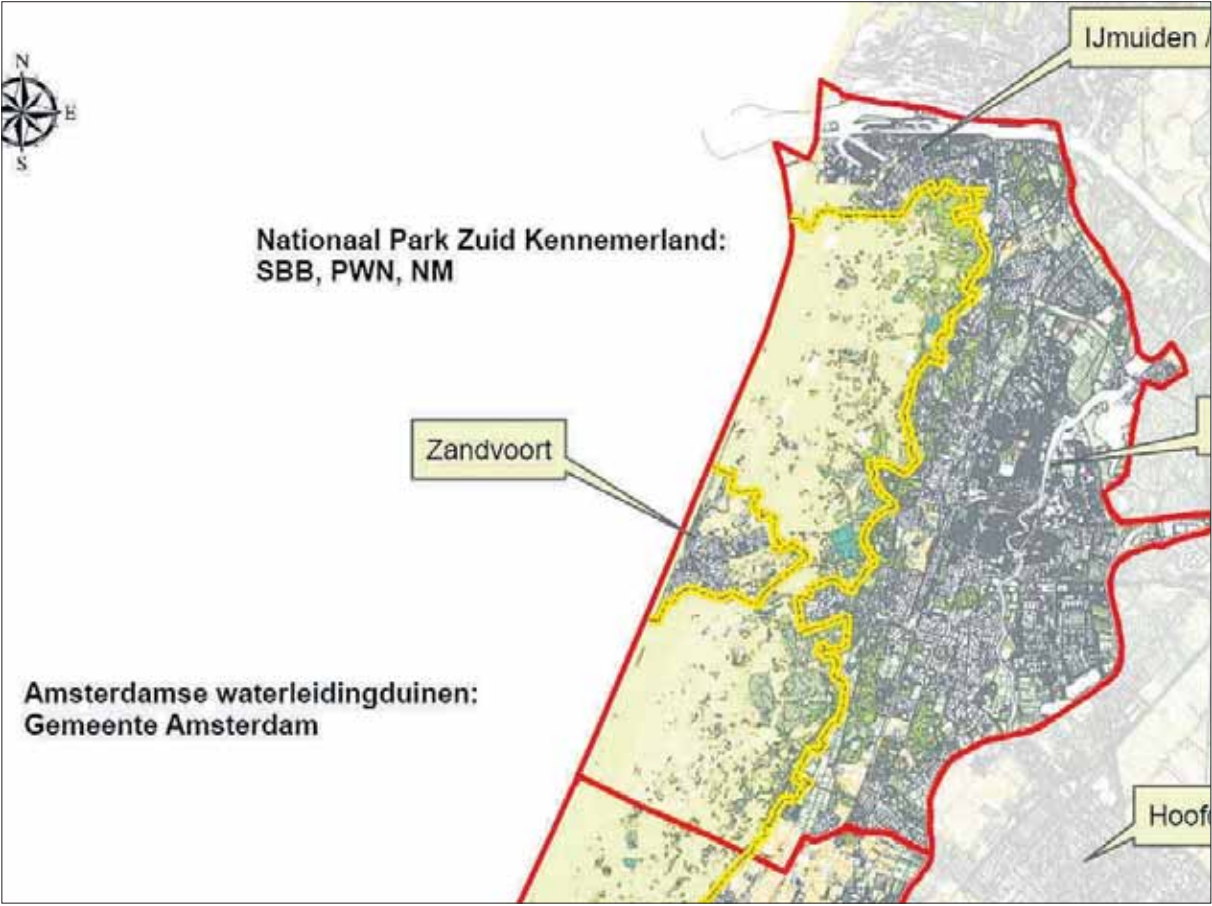 IJmuiden /
N
E
S
Nationaal Park Zuid Kennemerland:
SBB, PWN, NM
Zandvoort
Amsterdamse waterleidingduinen:
Gemeente Amsterdam